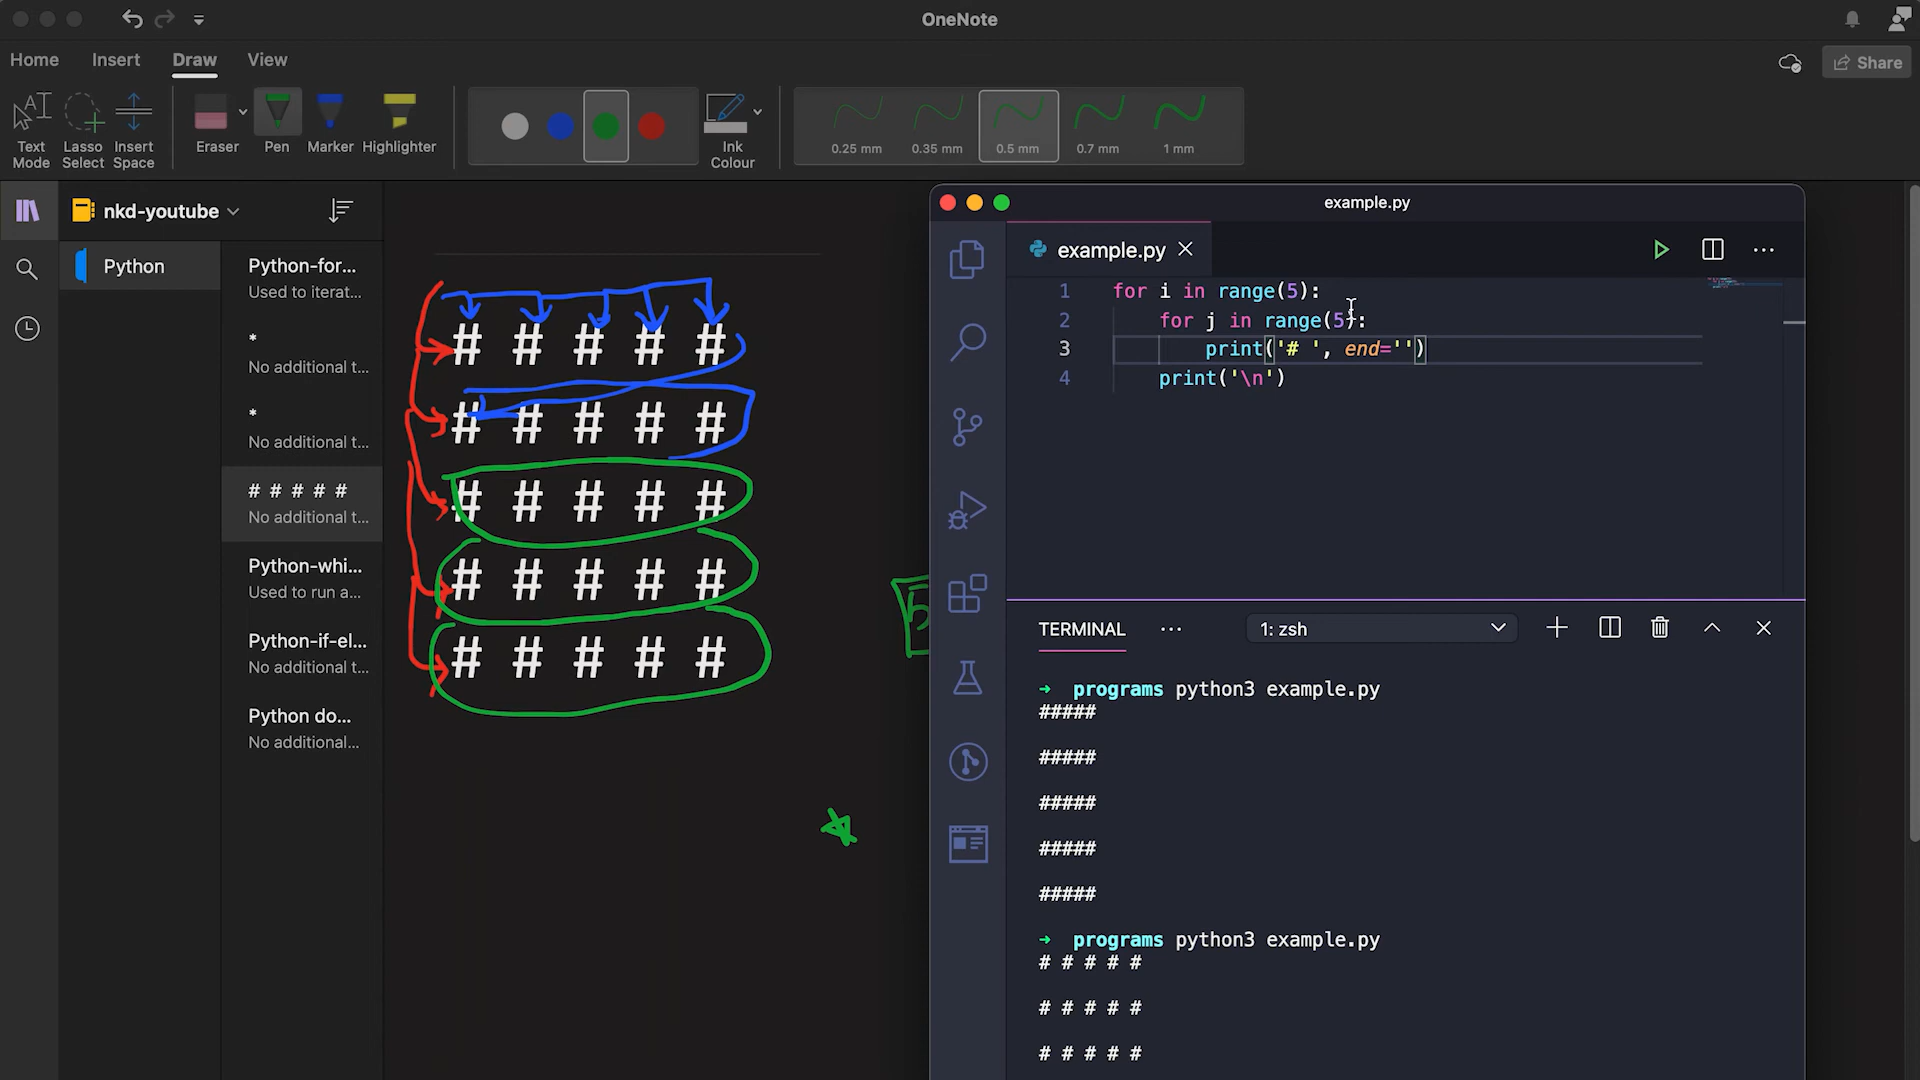 OneNote
Home Insert Draw View
Share
Text Mode
Lasso Select
Insert Space
Eraser
Pen
Marker
Highlighter
Ink Colour
0.25 mm
0.35 mm
0.5 mm
0.7 mm
1 mm
nkd-youtube
Python
Python-for...
Used to iterat...
*
No additional t...
*
No additional t...
# # # # #
No additional t...
Python-whi...
Used to run a...
Python-if-el...
No additional t...
Python do...
No additional...
# # # # #
# # # # #
# # # # #
# # # # #
# # # # #
example.py
example.py
1 for i in range(5):
2 for j in range(5):
3 print('# ', end='')
4 print('\n')
TERMINAL ... 1: zsh
→ programs python3 example.py
#####
#####
#####
#####
#####
→ programs python3 example.py
# # # # #
# # # # #
# # # # #